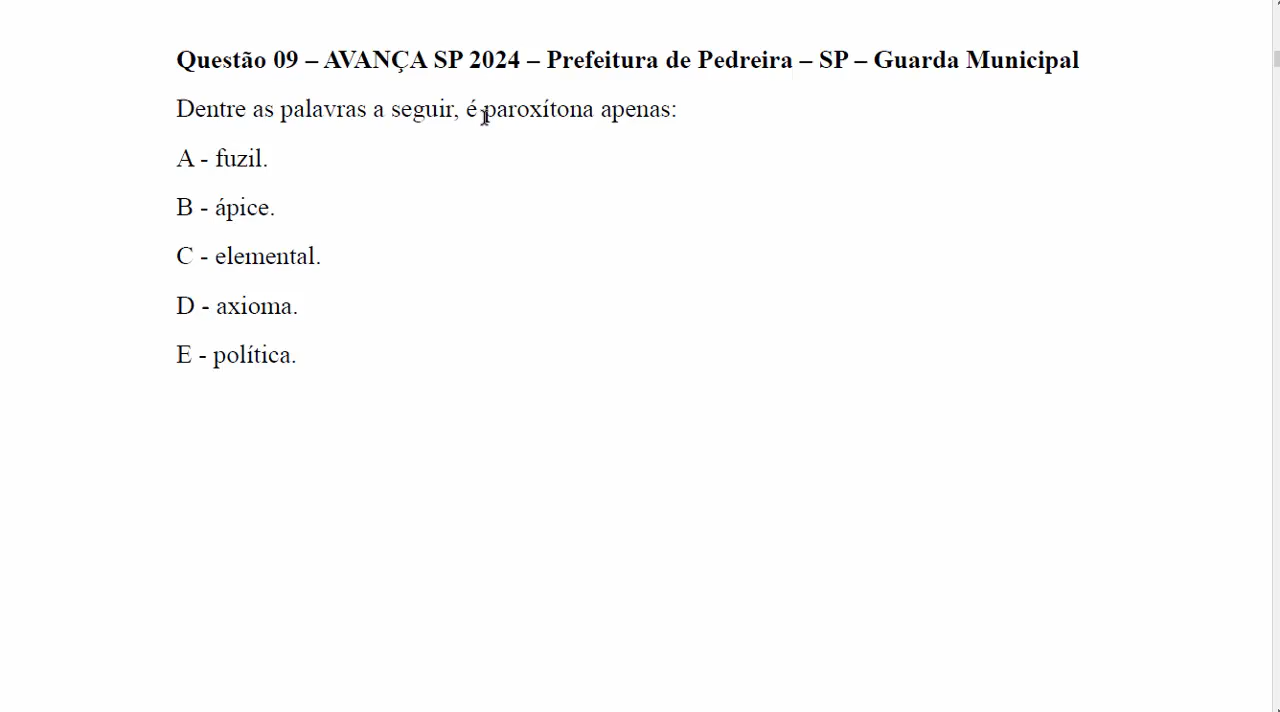 Questão 09 – AVANÇA SP 2024 – Prefeitura de Pedreira – SP – Guarda Municipal
Dentre as palavras a seguir, é paroxítona apenas:
A - fuzil.
B - ápice.
C - elemental.
D - axioma.
E - política.